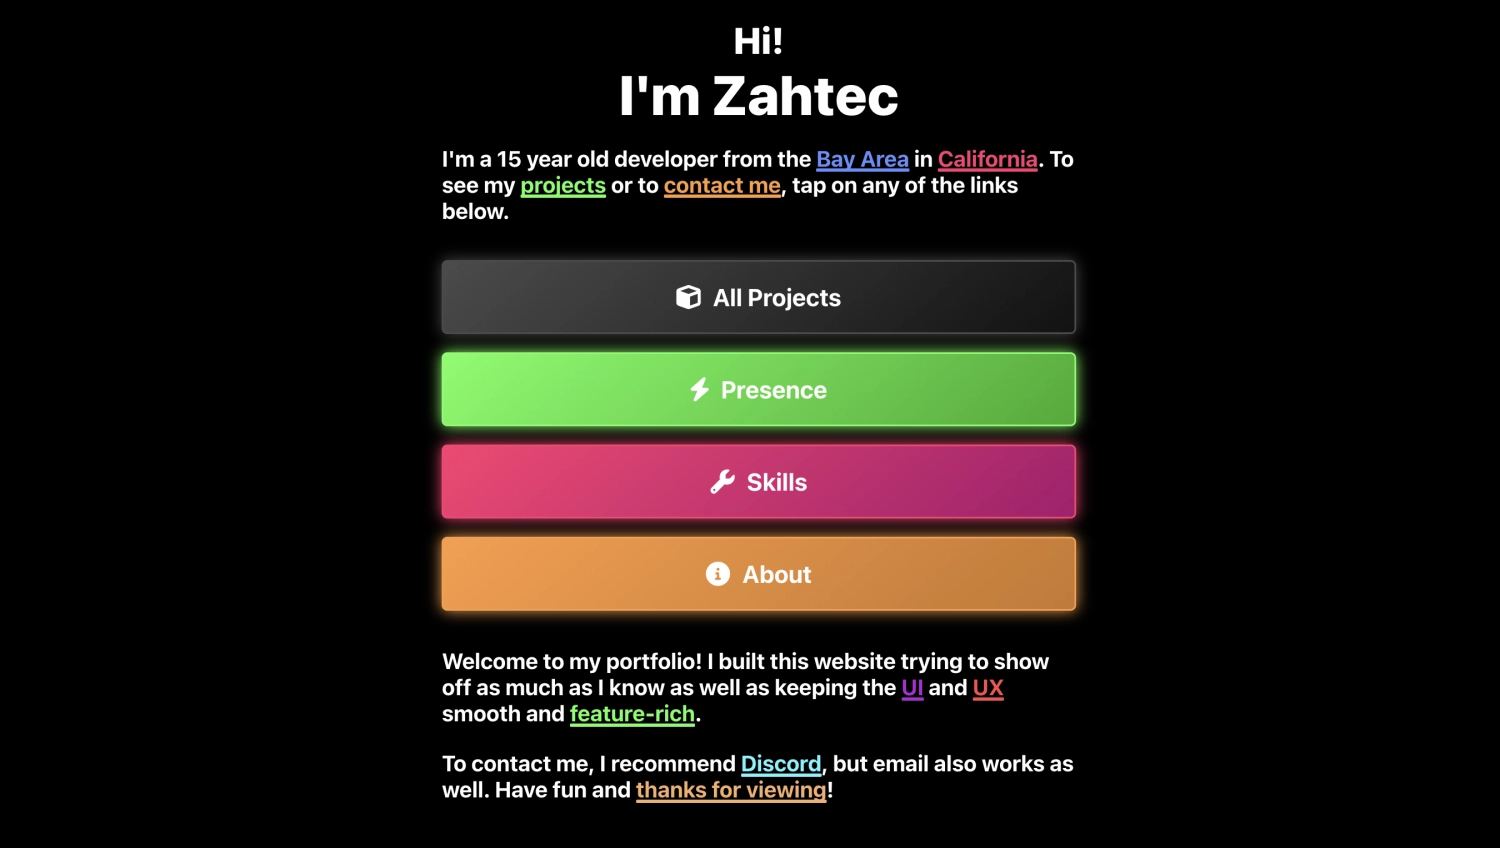 Hi!
I'm Zahtec
I'm a 15 year old developer from the Bay Area in California. To
see my projects or to contact me, tap on any of the links
below.
All Projects
Presence
Skills
About
Welcome to my portfolio! I built this website trying to show
off as much as I know as well as keeping the UI and UX
smooth and feature-rich.
To contact me, I recommend Discord, but email also works as
well. Have fun and thanks for viewing!